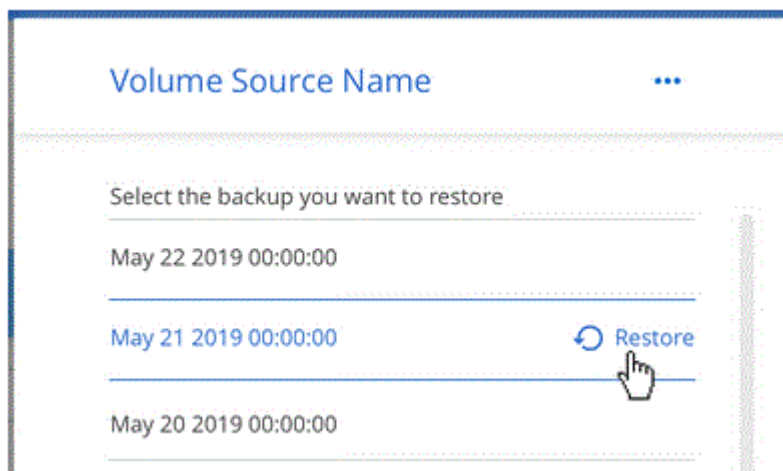 Volume Source Name
Select the backup you want to restore
May 22 2019 00:00:00
May 21 2019 00:00:00 Restore
May 20 2019 00:00:00